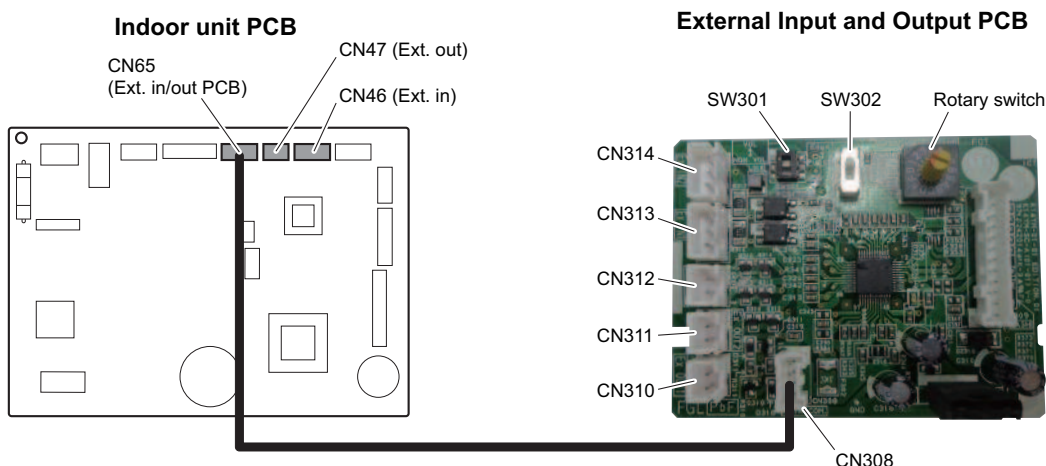 Indoor unit PCB
External Input and Output PCB
CN65
(Ext. in/out PCB)
CN47 (Ext. out)
CN46 (Ext. in)
SW301
SW302
Rotary switch
CN314
CN313
CN312
CN311
CN310
CN308